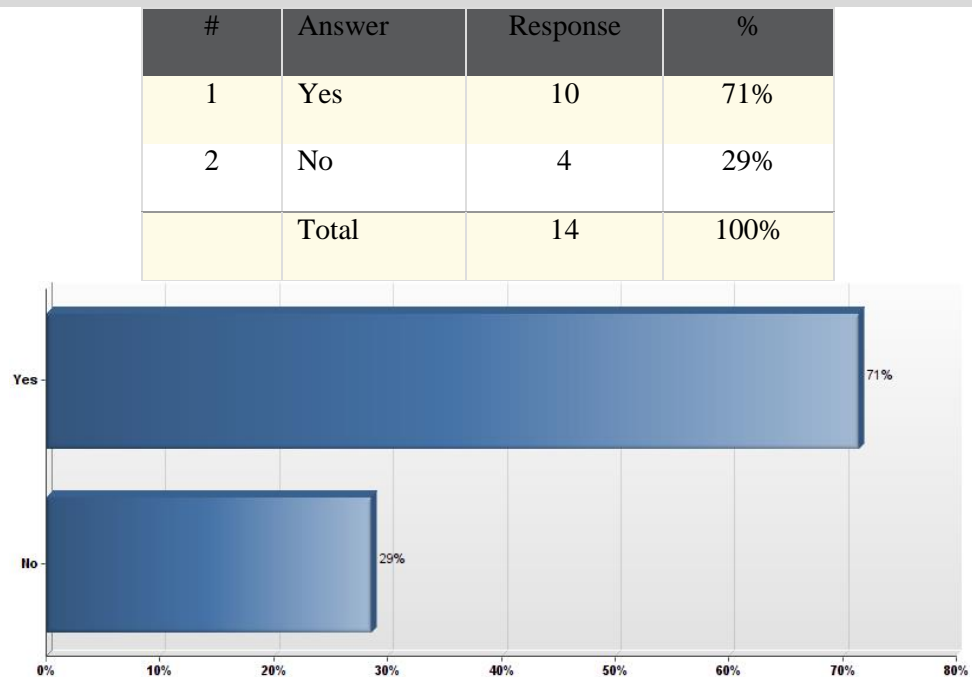 # Answer Response %
1 Yes 10 71%
2 No 4 29%
Total 14 100%
Yes 71%
No 29%
0% 10% 20% 30% 40% 50% 60% 70% 80%